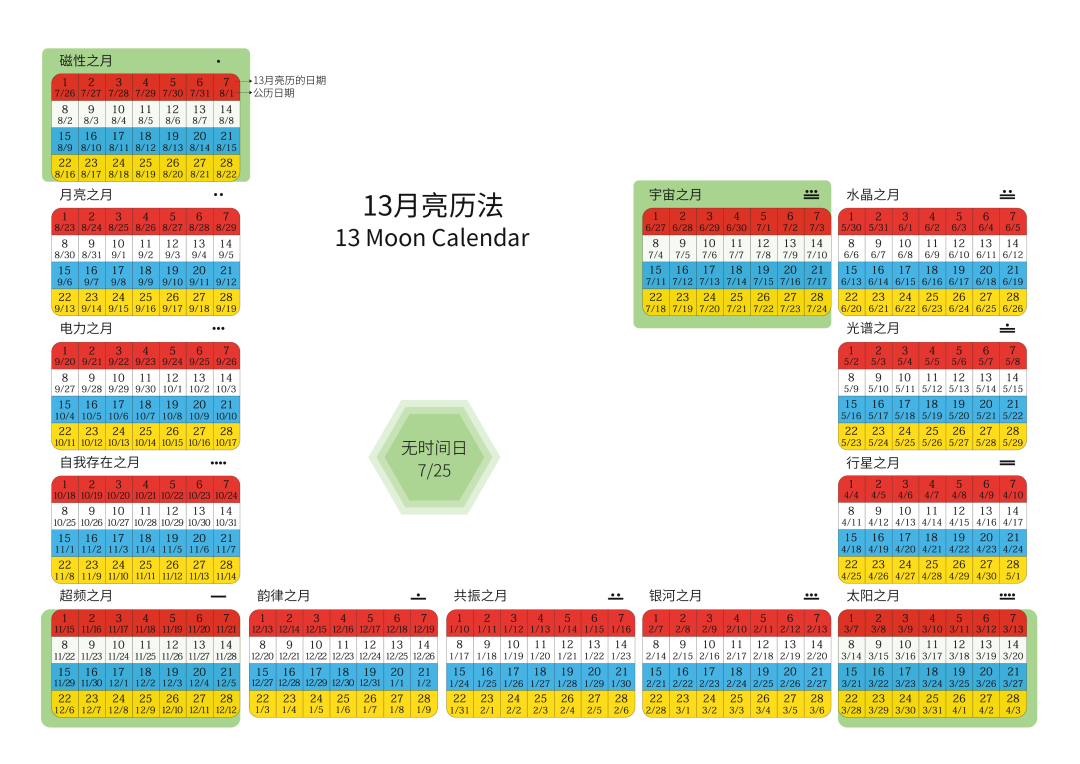 磁性之月
1 2 3 4 5 6 7
7/26 7/27 7/28 7/29 7/30 7/31 8/1
8 9 10 11 12 13 14
8/2 8/3 8/4 8/5 8/6 8/7 8/8
15 16 17 18 19 20 21
8/9 8/10 8/11 8/12 8/13 8/14 8/15
22 23 24 25 26 27 28
8/16 8/17 8/18 8/19 8/20 8/21 8/22
13月亮历的日期
公历日期
月亮之月
1 2 3 4 5 6 7
8/23 8/24 8/25 8/26 8/27 8/28 8/29
8 9 10 11 12 13 14
8/30 8/31 9/1 9/2 9/3 9/4 9/5
15 16 17 18 19 20 21
9/6 9/7 9/8 9/9 9/10 9/11 9/12
22 23 24 25 26 27 28
9/13 9/14 9/15 9/16 9/17 9/18 9/19
13月亮历法
13 Moon Calendar
宇宙之月
1 2 3 4 5 6 7
6/27 6/28 6/29 6/30 7/1 7/2 7/3
8 9 10 11 12 13 14
7/4 7/5 7/6 7/7 7/8 7/9 7/10
15 16 17 18 19 20 21
7/11 7/12 7/13 7/14 7/15 7/16 7/17
22 23 24 25 26 27 28
7/18 7/19 7/20 7/21 7/22 7/23 7/24
水晶之月
1 2 3 4 5 6 7
5/30 5/31 6/1 6/2 6/3 6/4 6/5
8 9 10 11 12 13 14
6/6 6/7 6/8 6/9 6/10 6/11 6/12
15 16 17 18 19 20 21
6/13 6/14 6/15 6/16 6/17 6/18 6/19
22 23 24 25 26 27 28
6/20 6/21 6/22 6/23 6/24 6/25 6/26
电力之月
1 2 3 4 5 6 7
9/20 9/21 9/22 9/23 9/24 9/25 9/26
8 9 10 11 12 13 14
9/27 9/28 9/29 9/30 10/1 10/2 10/3
15 16 17 18 19 20 21
10/4 10/5 10/6 10/7 10/8 10/9 10/10
22 23 24 25 26 27 28
10/11 10/12 10/13 10/14 10/15 10/16 10/17
光谱之月
1 2 3 4 5 6 7
5/2 5/3 5/4 5/5 5/6 5/7 5/8
8 9 10 11 12 13 14
5/9 5/10 5/11 5/12 5/13 5/14 5/15
15 16 17 18 19 20 21
5/16 5/17 5/18 5/19 5/20 5/21 5/22
22 23 24 25 26 27 28
5/23 5/24 5/25 5/26 5/27 5/28 5/29
无时间日
7/25
自我存在之月
1 2 3 4 5 6 7
10/18 10/19 10/20 10/21 10/22 10/23 10/24
8 9 10 11 12 13 14
10/25 10/26 10/27 10/28 10/29 10/30 10/31
15 16 17 18 19 20 21
11/1 11/2 11/3 11/4 11/5 11/6 11/7
22 23 24 25 26 27 28
11/8 11/9 11/10 11/11 11/12 11/13 11/14
行星之月
1 2 3 4 5 6 7
4/4 4/5 4/6 4/7 4/8 4/9 4/10
8 9 10 11 12 13 14
4/11 4/12 4/13 4/14 4/15 4/16 4/17
15 16 17 18 19 20 21
4/18 4/19 4/20 4/21 4/22 4/23 4/24
22 23 24 25 26 27 28
4/25 4/26 4/27 4/28 4/29 4/30 5/1
超频之月
1 2 3 4 5 6 7
11/15 11/16 11/17 11/18 11/19 11/20 11/21
8 9 10 11 12 13 14
11/22 11/23 11/24 11/25 11/26 11/27 11/28
15 16 17 18 19 20 21
11/29 11/30 12/1 12/2 12/3 12/4 12/5
22 23 24 25 26 27 28
12/6 12/7 12/8 12/9 12/10 12/11 12/12
韵律之月
1 2 3 4 5 6 7
12/13 12/14 12/15 12/16 12/17 12/18 12/19
8 9 10 11 12 13 14
12/20 12/21 12/22 12/23 12/24 12/25 12/26
15 16 17 18 19 20 21
12/27 12/28 12/29 12/30 12/31 1/1 1/2
22 23 24 25 26 27 28
1/3 1/4 1/5 1/6 1/7 1/8 1/9
共振之月
1 2 3 4 5 6 7
1/10 1/11 1/12 1/13 1/14 1/15 1/16
8 9 10 11 12 13 14
1/17 1/18 1/19 1/20 1/21 1/22 1/23
15 16 17 18 19 20 21
1/24 1/25 1/26 1/27 1/28 1/29 1/30
22 23 24 25 26 27 28
1/31 2/1 2/2 2/3 2/4 2/5 2/6
银河之月
1 2 3 4 5 6 7
2/7 2/8 2/9 2/10 2/11 2/12 2/13
8 9 10 11 12 13 14
2/14 2/15 2/16 2/17 2/18 2/19 2/20
15 16 17 18 19 20 21
2/21 2/22 2/23 2/24 2/25 2/26 2/27
22 23 24 25 26 27 28
2/28 3/1 3/2 3/3 3/4 3/5 3/6
太阳之月
1 2 3 4 5 6 7
3/7 3/8 3/9 3/10 3/11 3/12 3/13
8 9 10 11 12 13 14
3/14 3/15 3/16 3/17 3/18 3/19 3/20
15 16 17 18 19 20 21
3/21 3/22 3/23 3/24 3/25 3/26 3/27
22 23 24 25 26 27 28
3/28 3/29 3/30 3/31 4/1 4/2 4/3